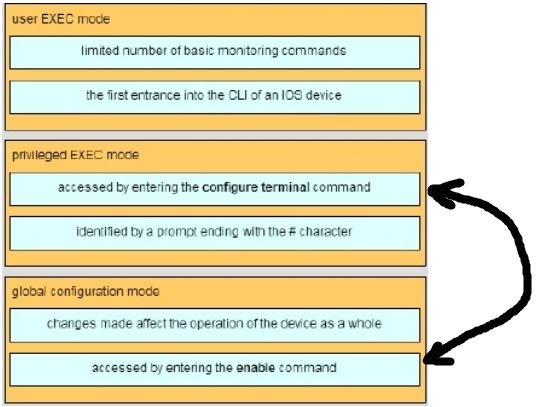 user EXEC mode
limited number of basic monitoring commands
the first entrance into the CLI of an IOS device
privileged EXEC mode
accessed by entering the configure terminal command
identified by a prompt ending with the # character
global configuration mode
changes made affect the operation of the device as a whole
accessed by entering the enable command